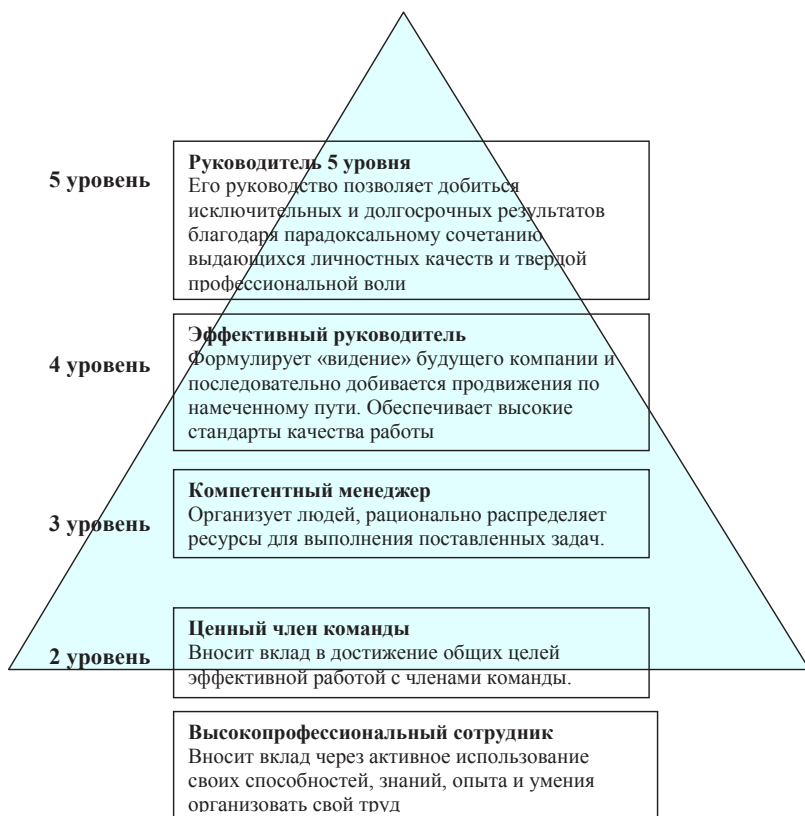 5 уровень
Руководитель 5 уровня
Его руководство позволяет добиться
исключительных и долгосрочных результатов
благодаря парадоксальному сочетанию
выдающихся личностных качеств и твердой
профессиональной воли
4 уровень
Эффективный руководитель
Формулирует «видение» будущего компании и
последовательно добивается продвижения по
намеченному пути. Обеспечивает высокие
стандарты качества работы
3 уровень
Компетентный менеджер
Организует людей, рационально распределяет
ресурсы для выполнения поставленных задач.
2 уровень
Ценный член команды
Вносит вклад в достижение общих целей
эффективной работой с членами команды.
Высокопрофессиональный сотрудник
Вносит вклад через активное использование
своих способностей, знаний, опыта и умения
организовать свой труд